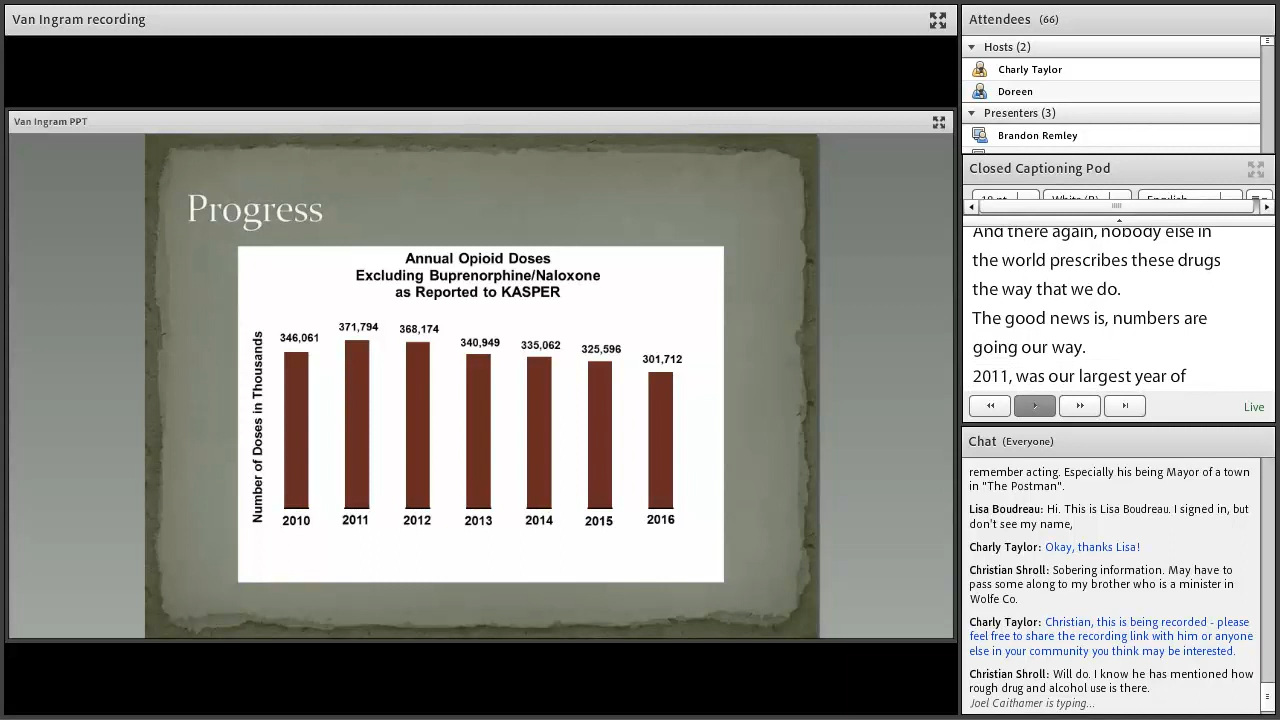 Van Ingram recording
Van Ingram PPT
Progress
Annual Opioid Doses
Excluding Buprenorphine/Naloxone
as Reported to KASPER
Number of Doses in Thousands
346,061
371,794
368,174
340,949
335,062
325,596
301,712
2010
2011
2012
2013
2014
2015
2016
Attendees (66)
Hosts (2)
Charly Taylor
Doreen
Presenters (3)
Brandon Remley
Closed Captioning Pod
English
And there again, nobody else in
the world prescribes these drugs
the way that we do.
The good news is, numbers are
going our way.
2011, was our largest year of
Live
Chat (Everyone)
remember acting. Especially his being Mayor of a town
in "The Postman".
Lisa Boudreau: Hi. This is Lisa Boudreau. I signed in, but
don't see my name,
Charly Taylor: Okay, thanks Lisa!
Christian Shroll: Sobering information. May have to
pass some along to my brother who is a minister in
Wolfe Co.
Charly Taylor: Christian, this is being recorded - please
feel free to share the recording link with him or anyone
else in your community you think may be interested.
Christian Shroll: Will do. I know he has mentioned how
rough drug and alcohol use is there.
Joel Caithamer is typing...